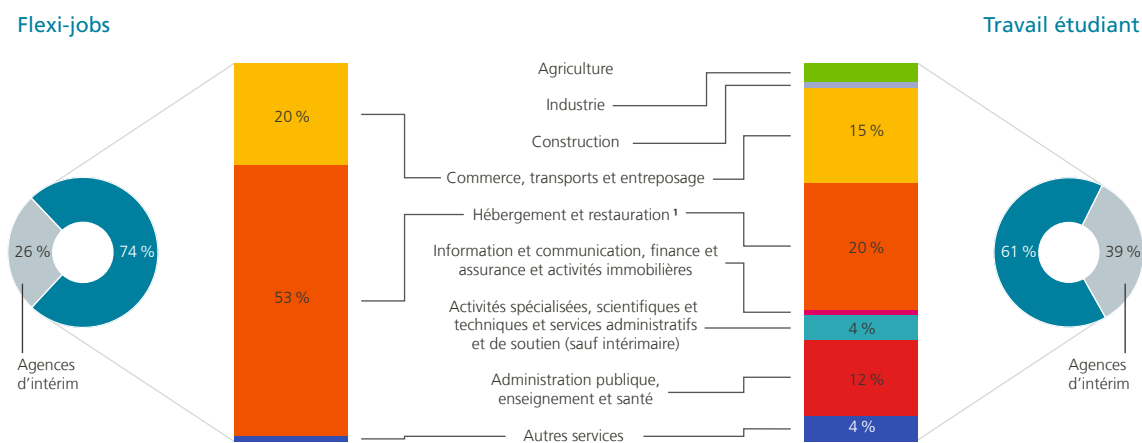 Flexi-jobs
Travail étudiant
20 %
53 %
26 %
74 %
Agences
d’intérim
Agriculture
Industrie
Construction
Commerce, transports et entreposage
Hébergement et restauration ¹
Information et communication, finance et
assurance et activités immobilières
Activités spécialisées, scientifiques et
techniques et services administratifs
et de soutien (sauf intérimaire)
Administration publique,
enseignement et santé
Autres services
15 %
20 %
4 %
12 %
4 %
61 %
39 %
Agences
d’intérim